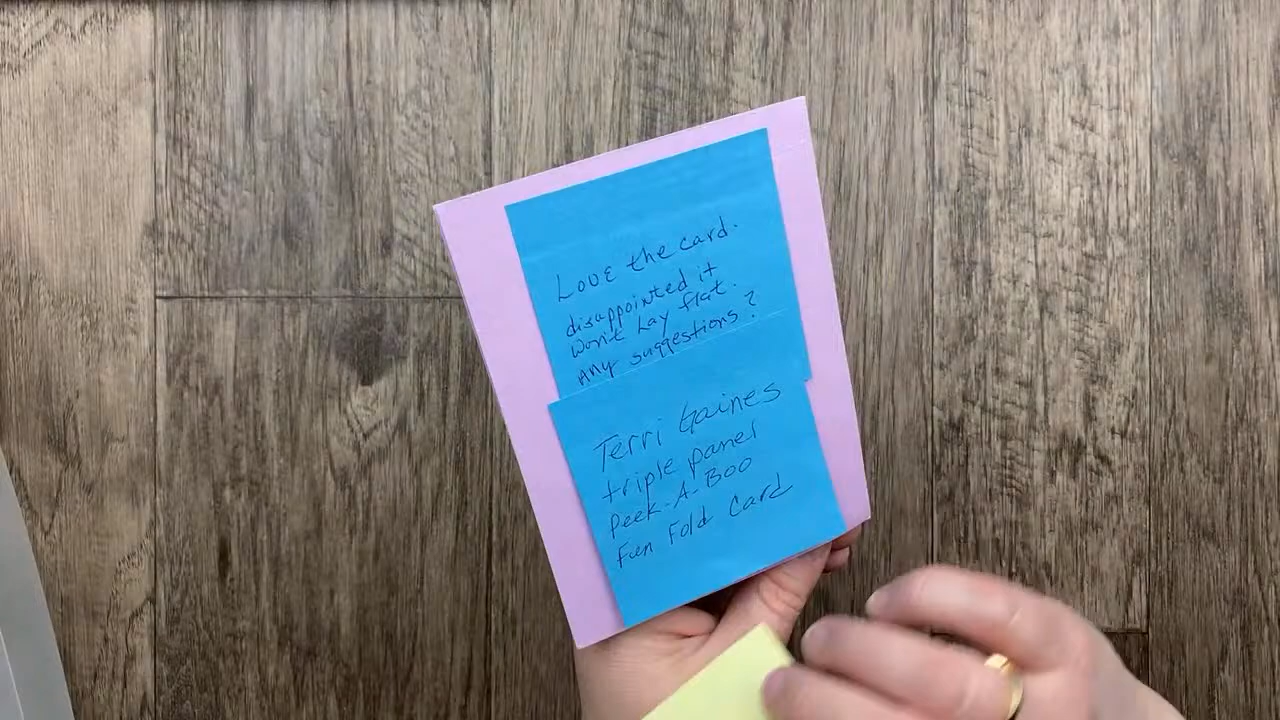 Love the card.
disappointed it
Won't Lay flat.
Any suggestions?
Terri Gaines
triple panel
Peek-A-Boo
Fun Fold Card